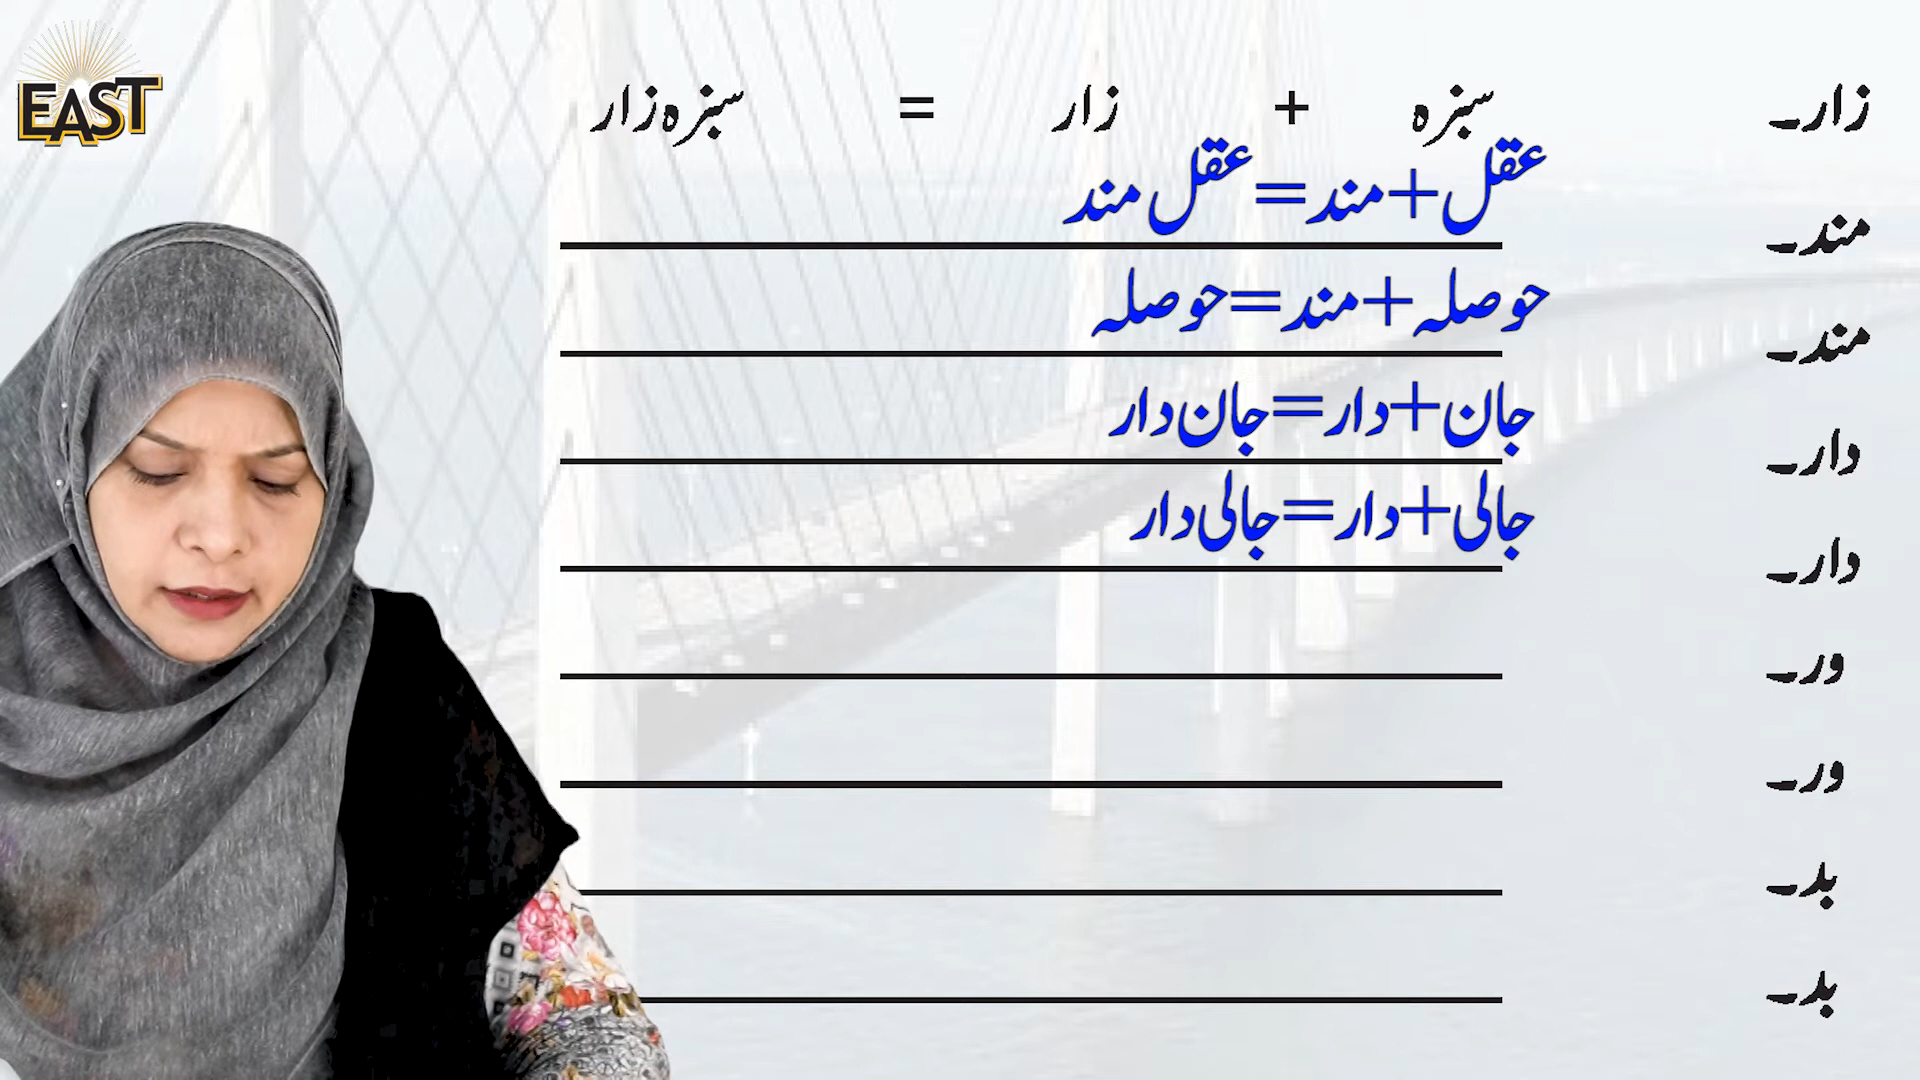 EAST
زار۔ سبزہ + زار = سبزہ زار
مند۔ عقل+مند=عقل مند
مند۔ حوصلہ+مند=حوصلہ
دار۔ جان+دار=جان دار
دار۔ جالی+دار=جالی دار
ور۔
ور۔
بد۔
بد۔